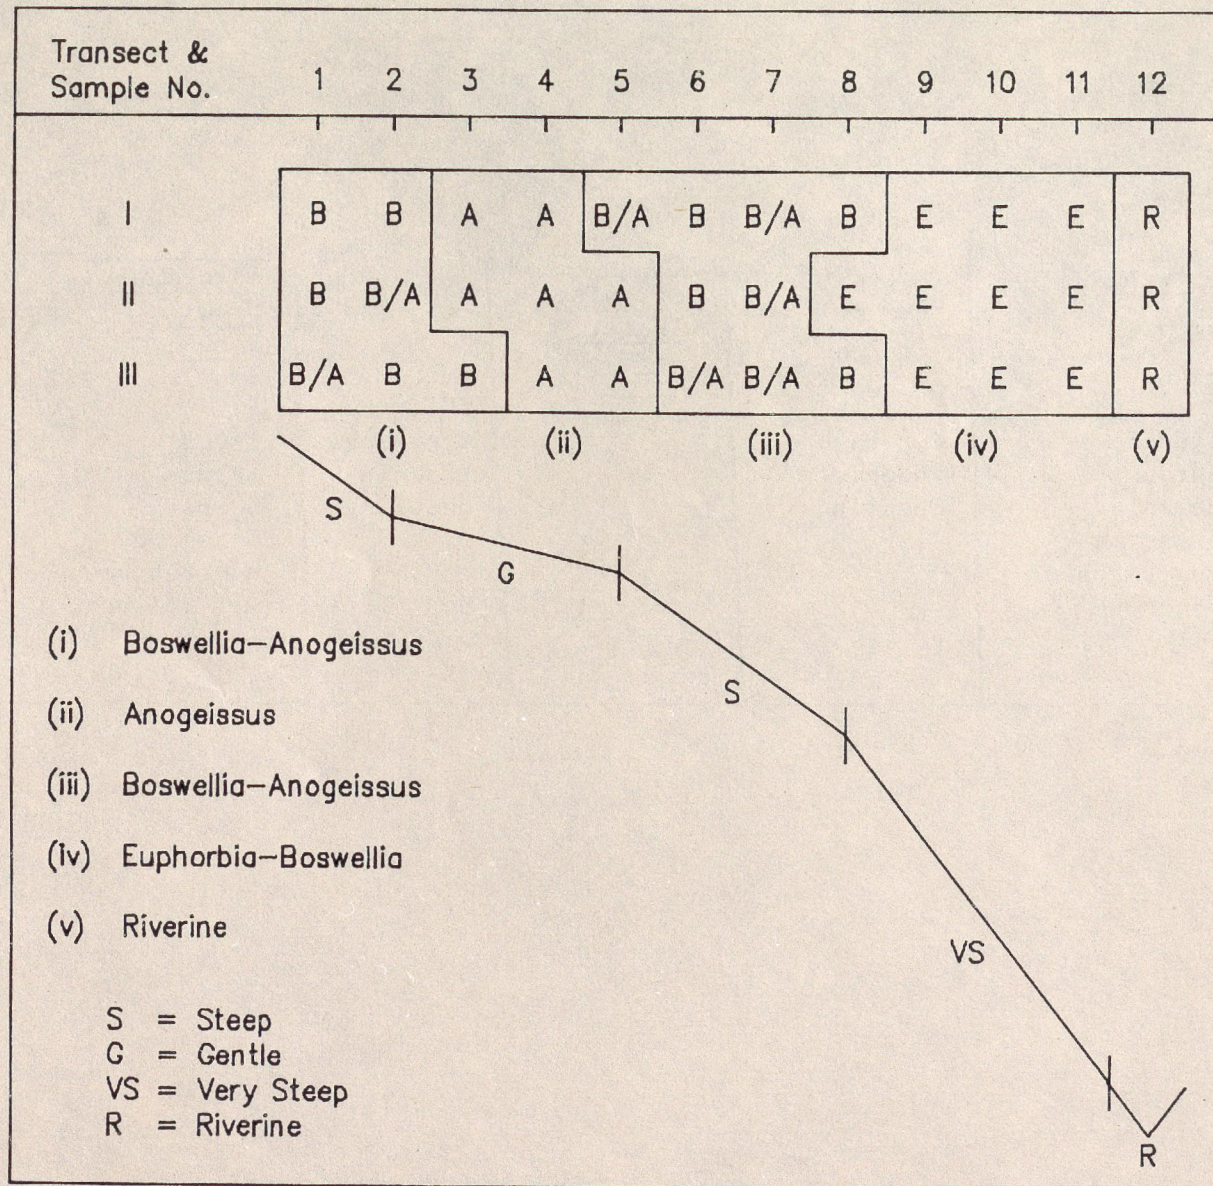 Transect &
Sample No. 1 2 3 4 5 6 7 8 9 10 11 12
I B B A A B/A B B/A B E E E R
II B B/A A A A B B/A E E E E R
III B/A B B A A B/A B/A B E E E R
(i) (ii) (iii) (iv) (v)
S
G
S
VS
R
(i) Boswellia-Anogeissus
(ii) Anogeissus
(iii) Boswellia-Anogeissus
(iv) Euphorbia-Boswellia
(v) Riverine
S = Steep
G = Gentle
VS = Very Steep
R = Riverine